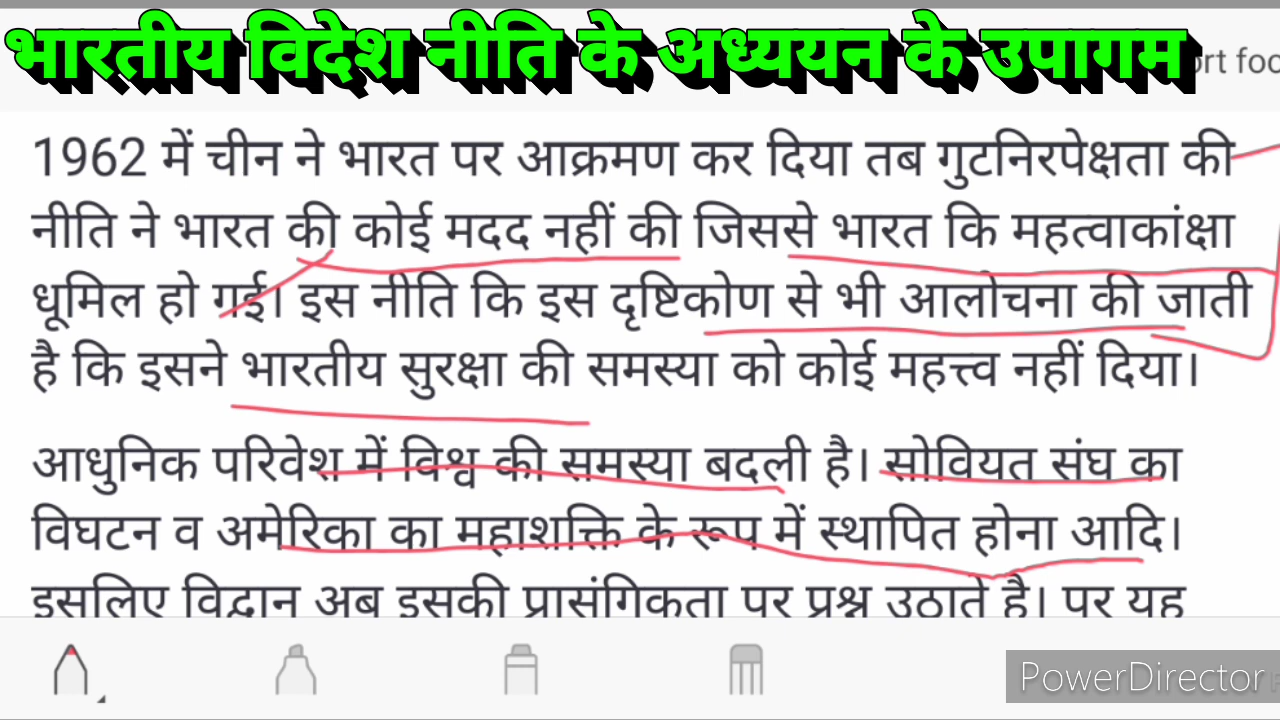 भारतीय विदेश नीति के अध्ययन के उपागम
ort foc
1962 में चीन ने भारत पर आक्रमण कर दिया तब गुटनिरपेक्षता की
नीति ने भारत की कोई मदद नहीं की जिससे भारत कि महत्वाकांक्षा
धूमिल हो गई। इस नीति कि इस दृष्टिकोण से भी आलोचना की जाती
है कि इसने भारतीय सुरक्षा की समस्या को कोई महत्त्व नहीं दिया।
आधुनिक परिवेश में विश्व की समस्या बदली है। सोवियत संघ का
विघटन व अमेरिका का महाशक्ति के रूप में स्थापित होना आदि।
इसलिए विद्वान अब इसकी प्रासंगिकता पर प्रश्न उठाते है। पर यह
PowerDirector